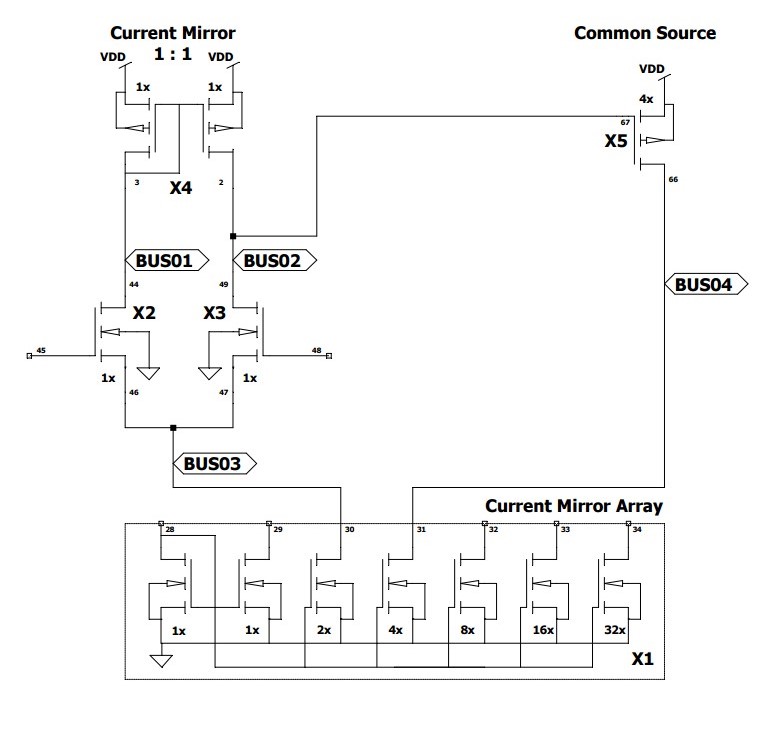 Current Mirror
1 : 1
Common Source
VDD
VDD
VDD
1x
1x
4x
67
X5
3
X4
2
66
BUS01
BUS02
BUS04
44
49
X2
X3
45
48
1x
1x
46
47
BUS03
Current Mirror Array
28
29
30
31
32
33
34
1x
1x
2x
4x
8x
16x
32x
X1